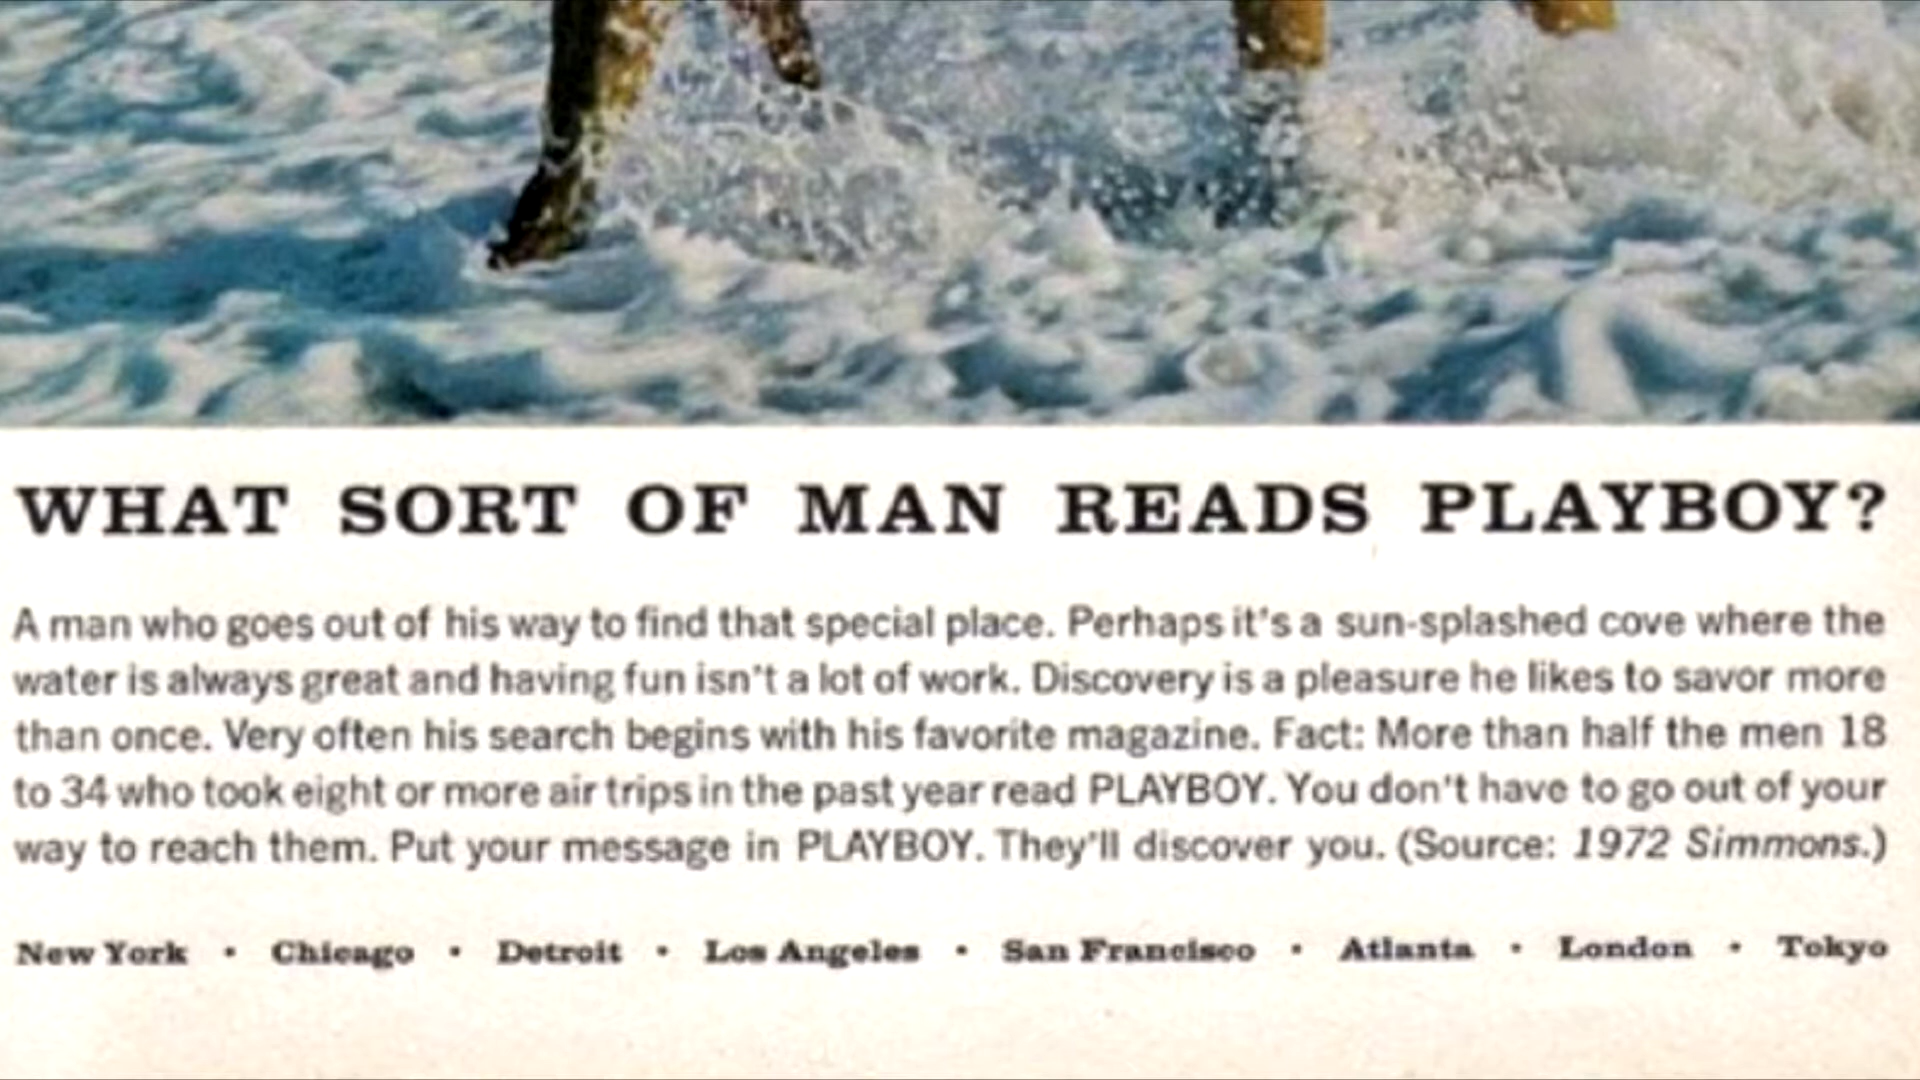 WHAT SORT OF MAN READS PLAYBOY?
A man who goes out of his way to find that special place. Perhaps it's a sun-splashed cove where the
water is always great and having fun isn't a lot of work. Discovery is a pleasure he likes to savor more
than once. Very often his search begins with his favorite magazine. Fact: More than half the men 18
to 34 who took eight or more air trips in the past year read PLAYBOY. You don't have to go out of your
way to reach them. Put your message in PLAYBOY. They'll discover you. (Source: 1972 Simmons.)
New York • Chicago • Detroit • Los Angeles • San Francisco • Atlanta • London • Tokyo